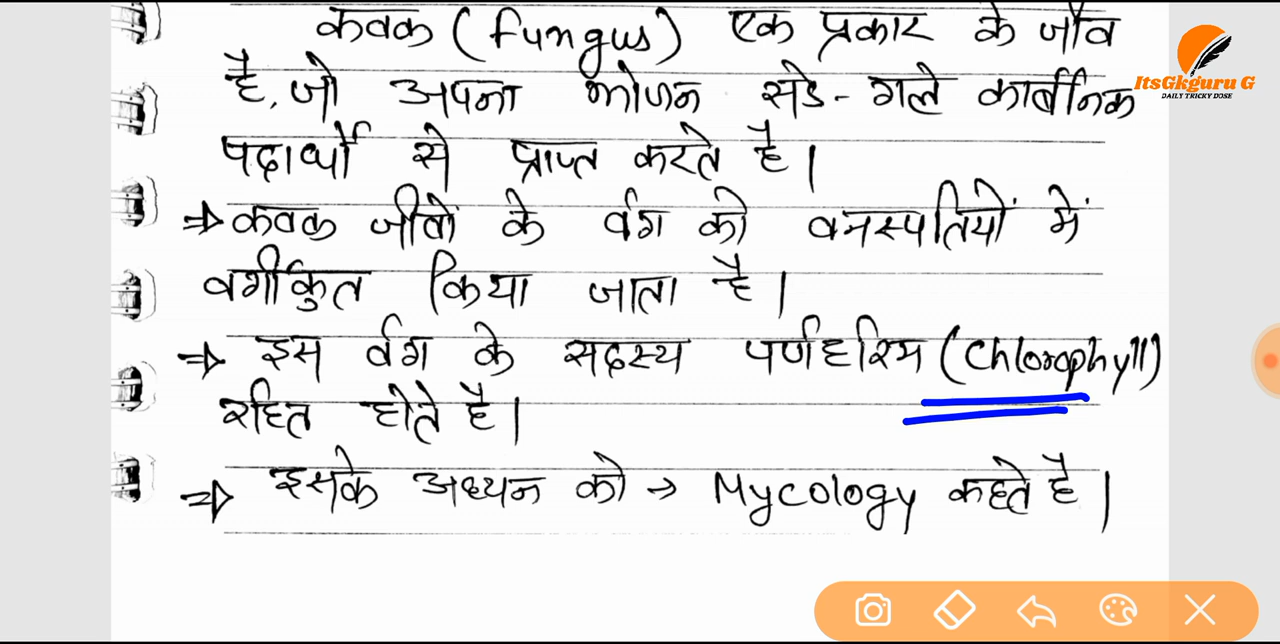 कवक (fungus) एक प्रकार के जीव
है, जो अपना भोजन सडे-गले कार्बनिक
पदार्थों से प्राप्त करते है।
⇒ कवक जीवों के वर्ग को वनस्पतियों में
वर्गीकृत किया जाता है।
⇒ इस वर्ग के सदस्य पर्णहरिम (Chlorophyll)
रहित होते है।
⇒ इसके अध्यन को → Mycology कहते है।
ItsGkguru G
DAILY TRICKY DOSE